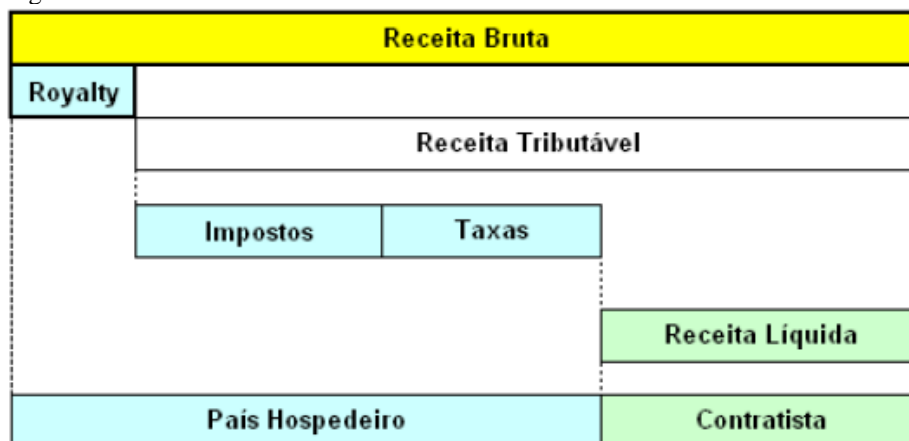 Receita Bruta
Royalty
Receita Tributável
Impostos Taxas
Receita Líquida
País Hospedeiro Contratista